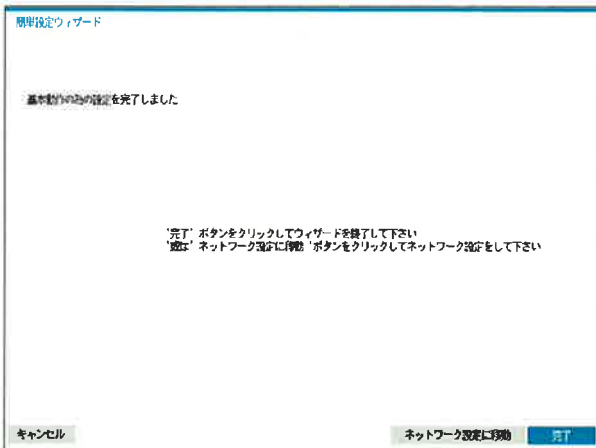 簡単設定ウィザード
基本動作の為の設定を完了しました
'完了' ボタンをクリックしてウィザードを終了して下さい
'或は' ネットワーク設定に移動 'ボタンをクリックしてネットワーク設定をして下さい
キャンセル
ネットワーク設定に移動
完了